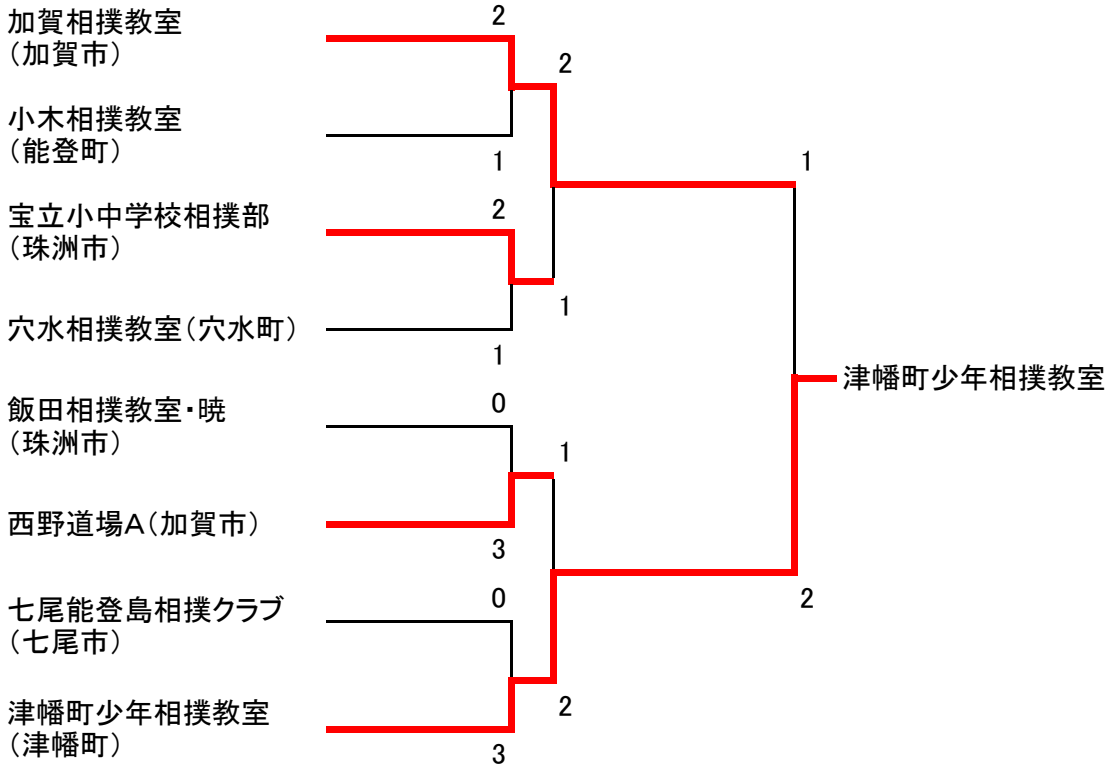 加賀相撲教室
(加賀市)
2
2
小木相撲教室
(能登町)
1
1
宝立小中学校相撲部
(珠洲市)
2
1
穴水相撲教室(穴水町)
1
津幡町少年相撲教室
飯田相撲教室・暁
(珠洲市)
0
1
西野道場A(加賀市)
3
七尾能登島相撲クラブ
(七尾市)
0
2
2
津幡町少年相撲教室
(津幡町)
3